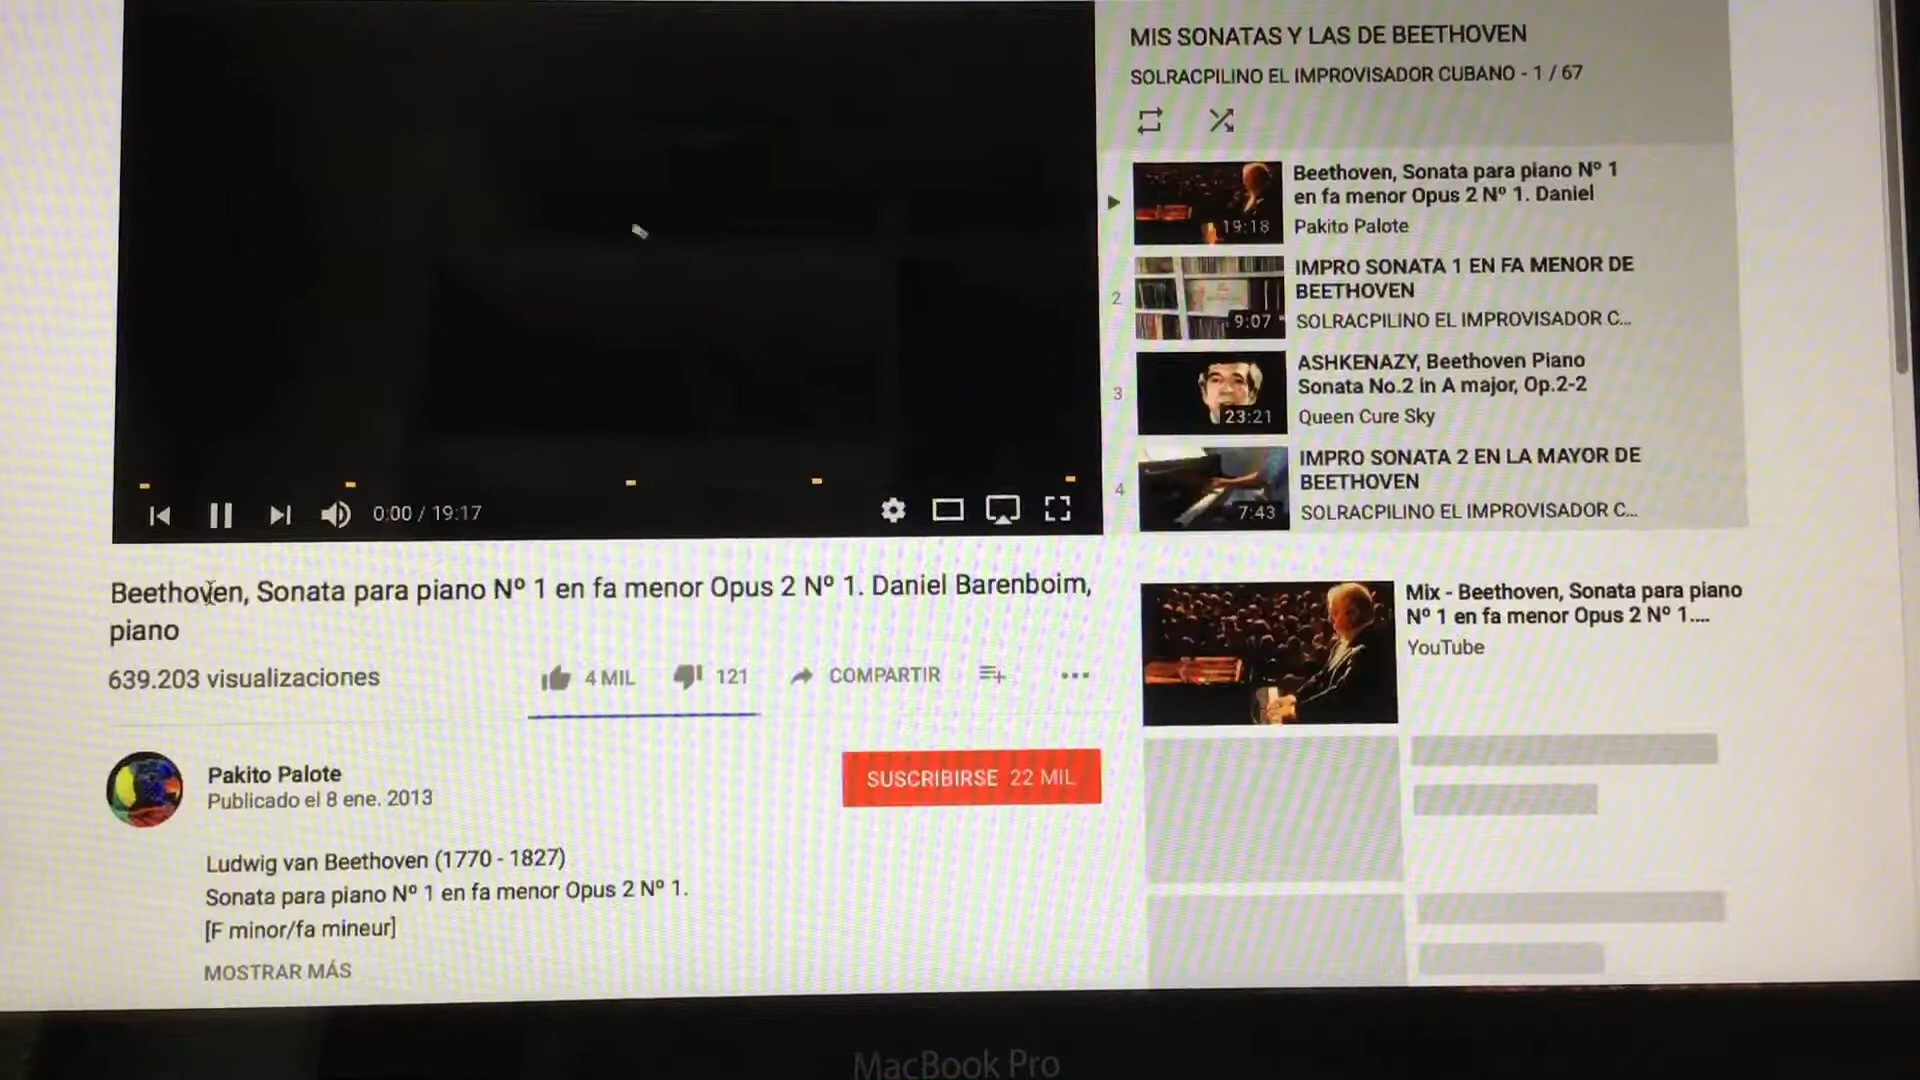 MIS SONATAS Y LAS DE BEETHOVEN
SOLRACPILINO EL IMPROVISADOR CUBANO - 1 / 67
Beethoven, Sonata para piano Nº 1
en fa menor Opus 2 Nº 1. Daniel
Pakito Palote
19:18
2
IMPRO SONATA 1 EN FA MENOR DE
BEETHOVEN
SOLRACPILINO EL IMPROVISADOR C...
9:07
3
ASHKENAZY, Beethoven Piano
Sonata No.2 in A major, Op.2-2
Queen Cure Sky
23:21
4
IMPRO SONATA 2 EN LA MAYOR DE
BEETHOVEN
SOLRACPILINO EL IMPROVISADOR C...
7:43
0:00 / 19:17
Beethoven, Sonata para piano Nº 1 en fa menor Opus 2 Nº 1. Daniel Barenboim,
piano
639.203 visualizaciones
4 MIL
121
COMPARTIR
Mix - Beethoven, Sonata para piano
Nº 1 en fa menor Opus 2 Nº 1....
YouTube
Pakito Palote
Publicado el 8 ene. 2013
SUSCRIBIRSE 22 MIL
Ludwig van Beethoven (1770 - 1827)
Sonata para piano Nº 1 en fa menor Opus 2 Nº 1.
[F minor/fa mineur]
MOSTRAR MÁS
MacBook Pro